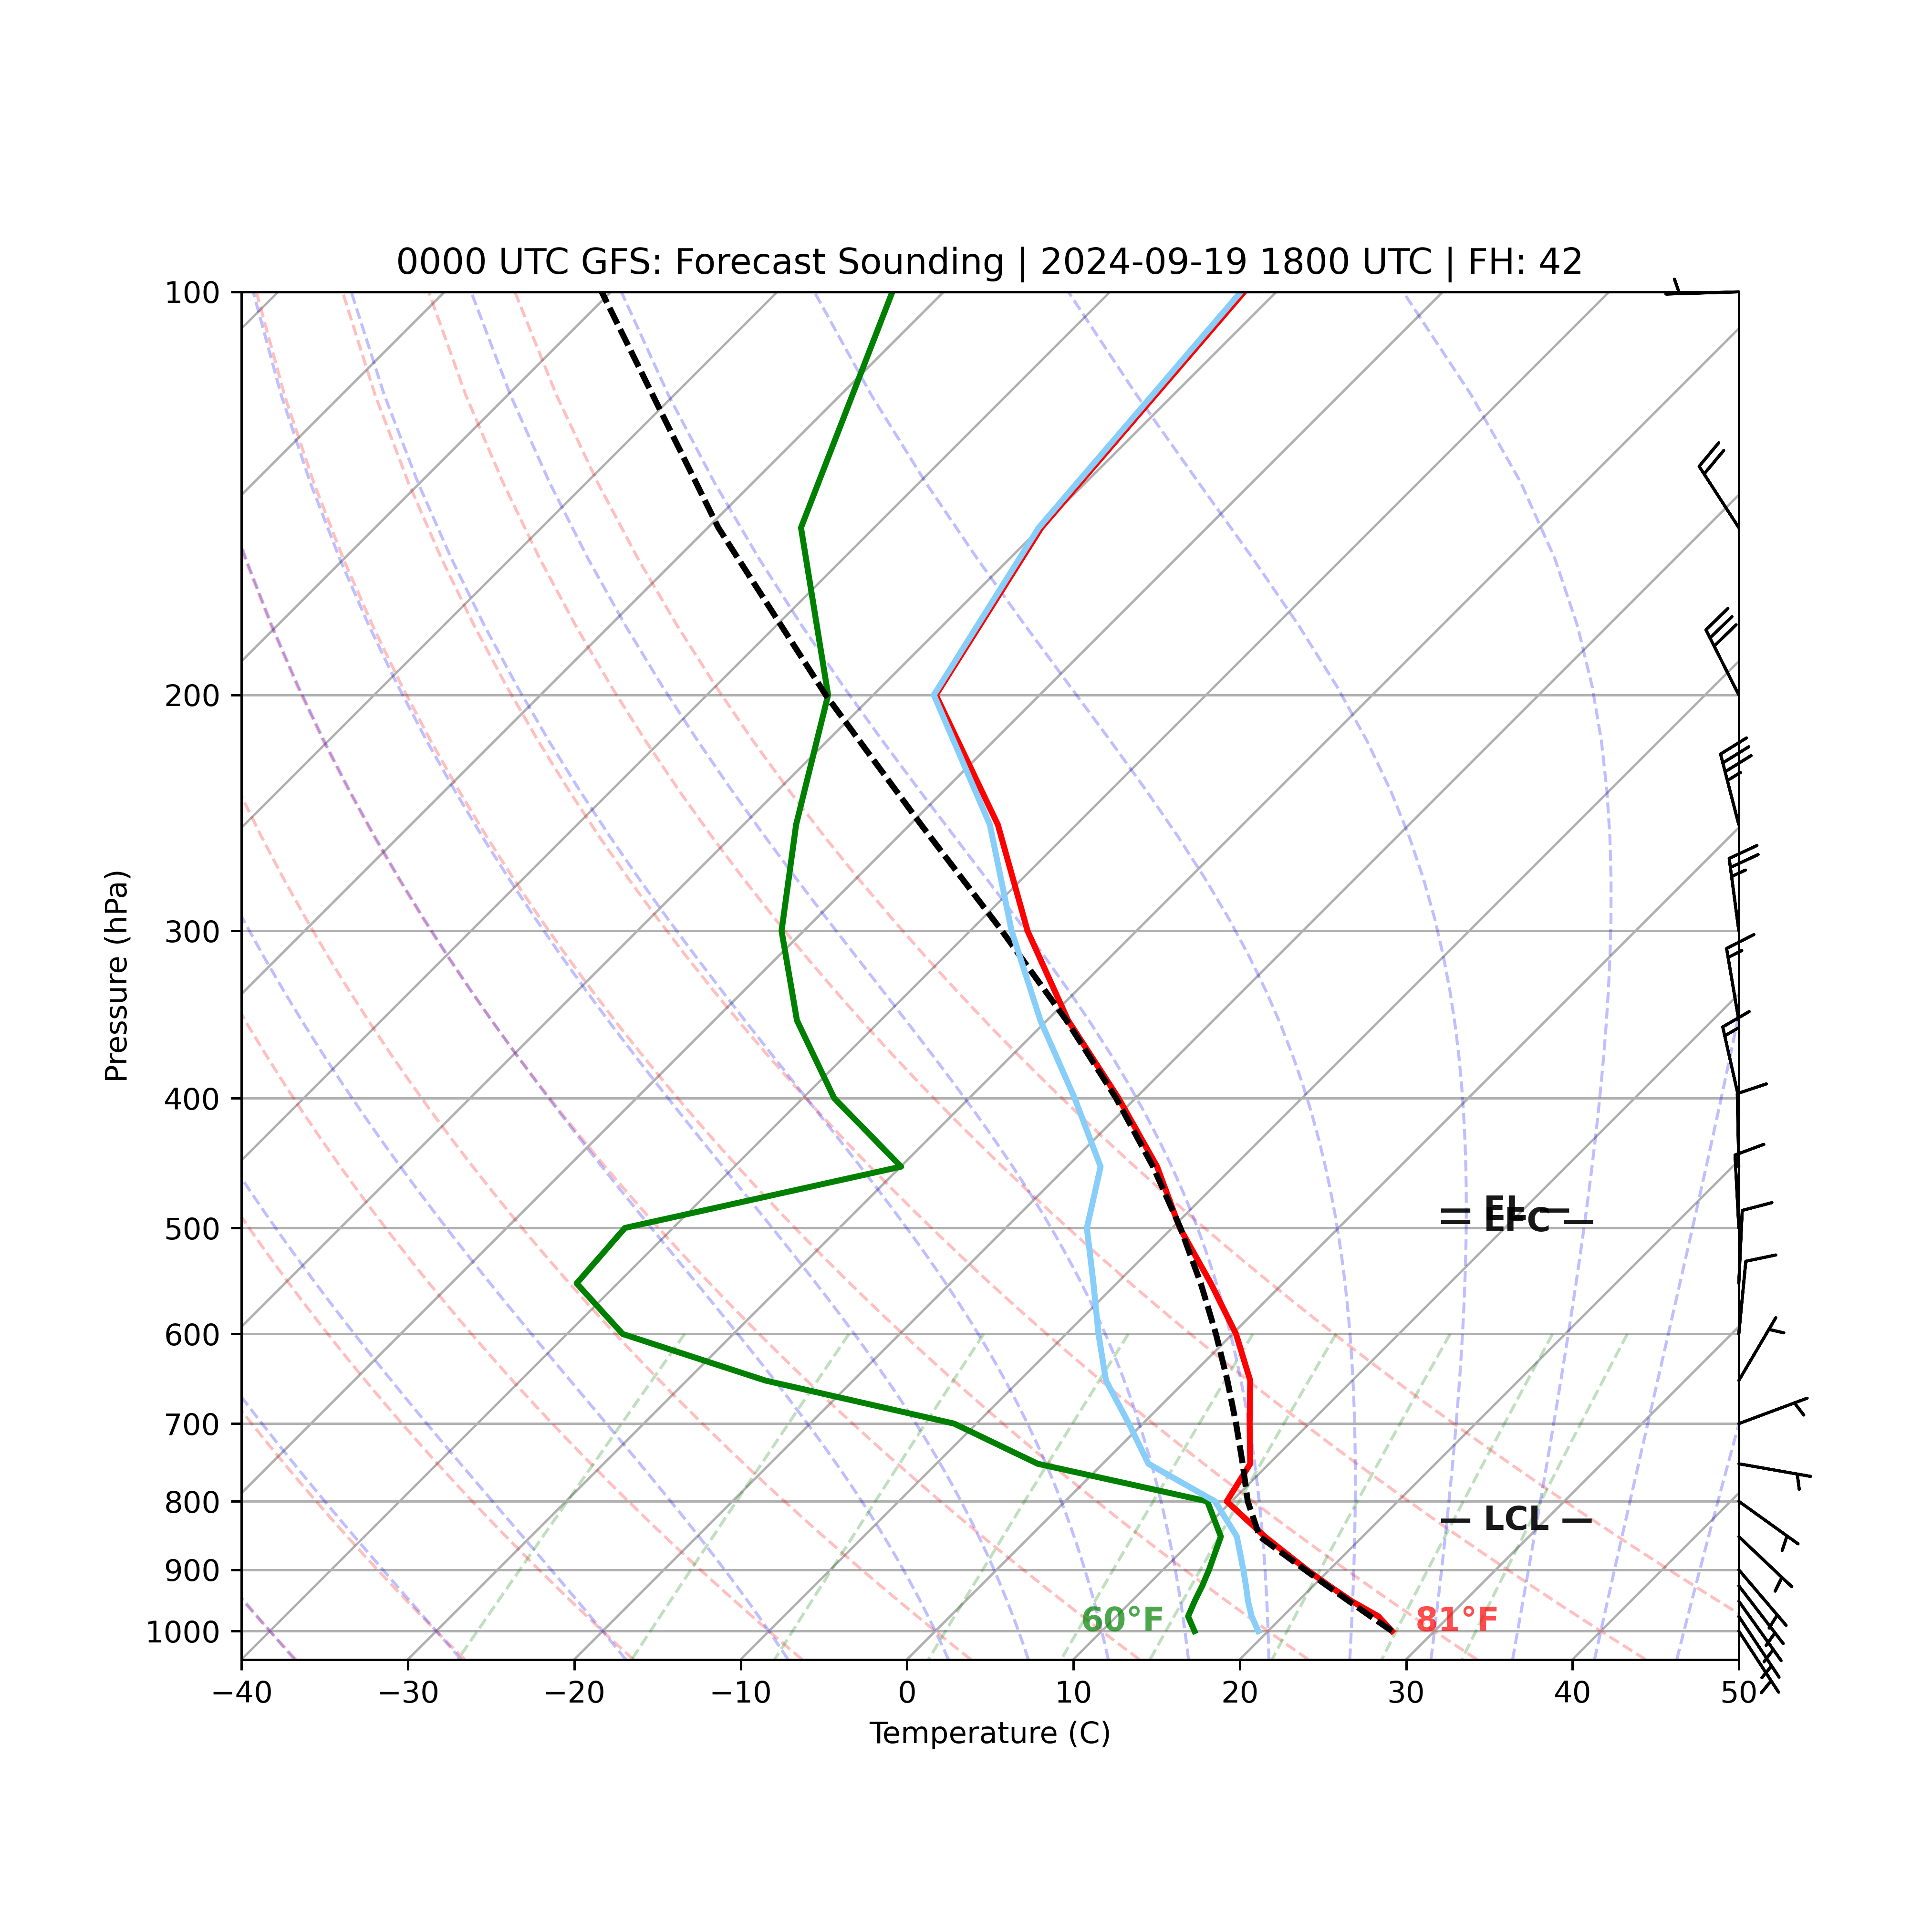 0000 UTC GFS: Forecast Sounding | 2024-09-19 1800 UTC | FH: 42
100
200
300
400
500
600
700
800
900
1000
Pressure (hPa)
— EL —
— LFC —
— LCL —
60°F
81°F
−40 −30 −20 −10 0 10 20 30 40 50
Temperature (C)